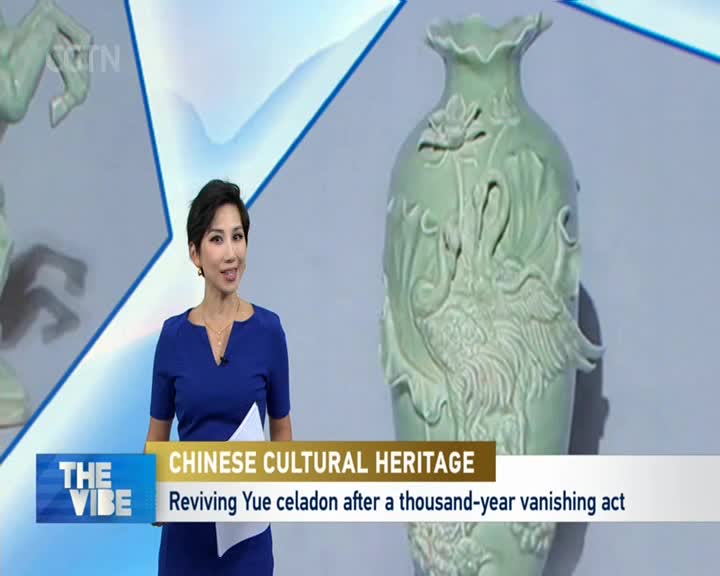 CGTN
CHINESE CULTURAL HERITAGE
THE
VIBE
Reviving Yue celadon after a thousand-year vanishing act